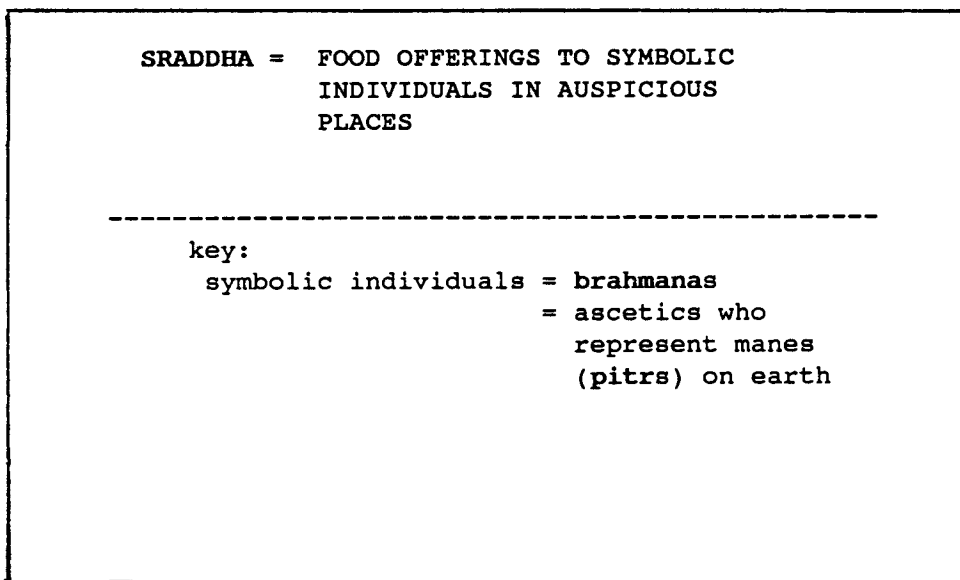 SRADDHA = FOOD OFFERINGS TO SYMBOLIC
INDIVIDUALS IN AUSPICIOUS
PLACES
key:
symbolic individuals = brahmanas
= ascetics who
represent manes
(pitrs) on earth